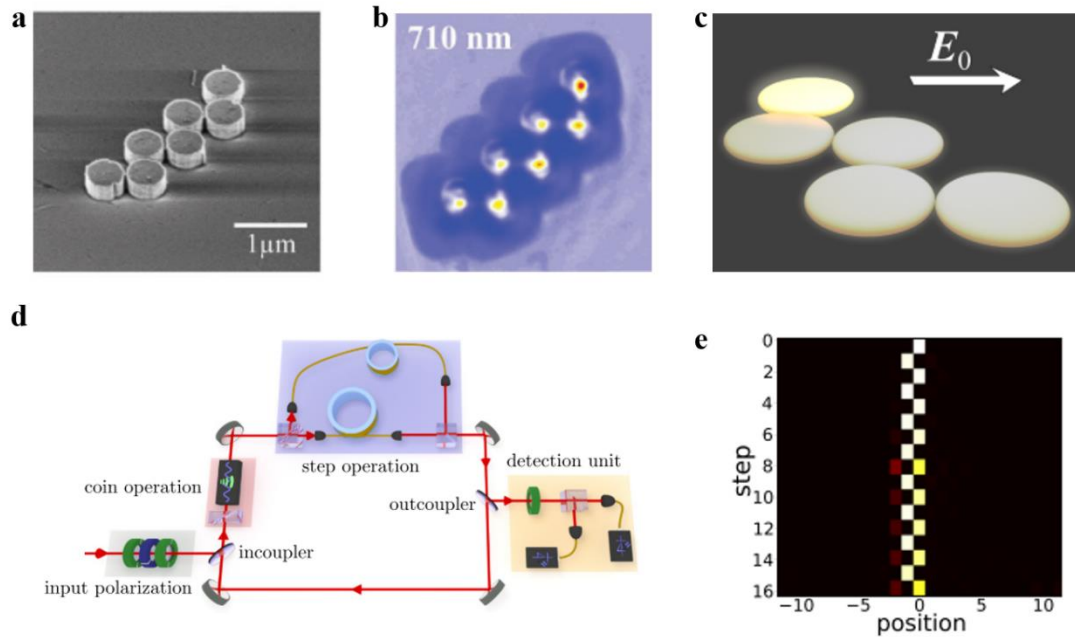 a
1μm
b
710 nm
c
E0
d
step operation
coin operation
detection unit
outcoupler
incoupler
input polarization
e
0
2
4
6
8
10
12
14
16
step
−10 −5 0 5 10
position